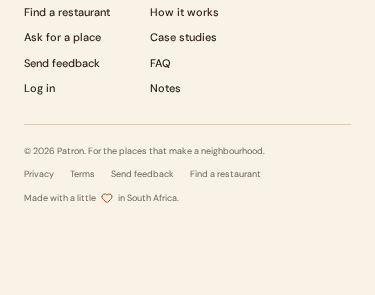 Find a restaurant How it works
Ask for a place Case studies
Send feedback FAQ
Log in Notes
© 2026 Patron. For the places that make a neighbourhood.
Privacy Terms Send feedback Find a restaurant
Made with a little in South Africa.